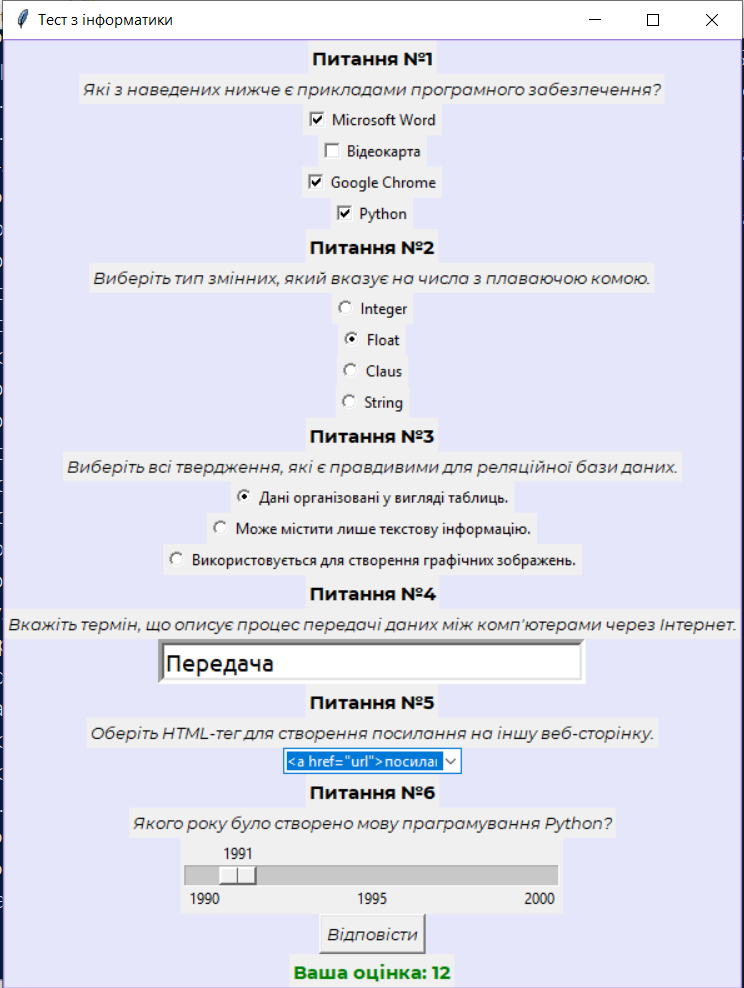 Тест з інформатики
Питання №1
Які з наведених нижче є прикладами програмного забезпечення?
Microsoft Word
Відеокарта
Google Chrome
Python
Питання №2
Виберіть тип змінних, який вказує на числа з плаваючою комою.
Integer
Float
Claus
String
Питання №3
Виберіть всі твердження, які є правдивими для реляційної бази даних.
Дані організовані у вигляді таблиць.
Може містити лише текстову інформацію.
Використовується для створення графічних зображень.
Питання №4
Вкажіть термін, що описує процес передачі даних між комп'ютерами через Інтернет.
Передача
Питання №5
Оберіть HTML-тег для створення посилання на іншу веб-сторінку.
<a href="url">посилан
Питання №6
Якого року було створено мову праграмування Python?
1991
1990 1995 2000
Відповісти
Ваша оцінка: 12